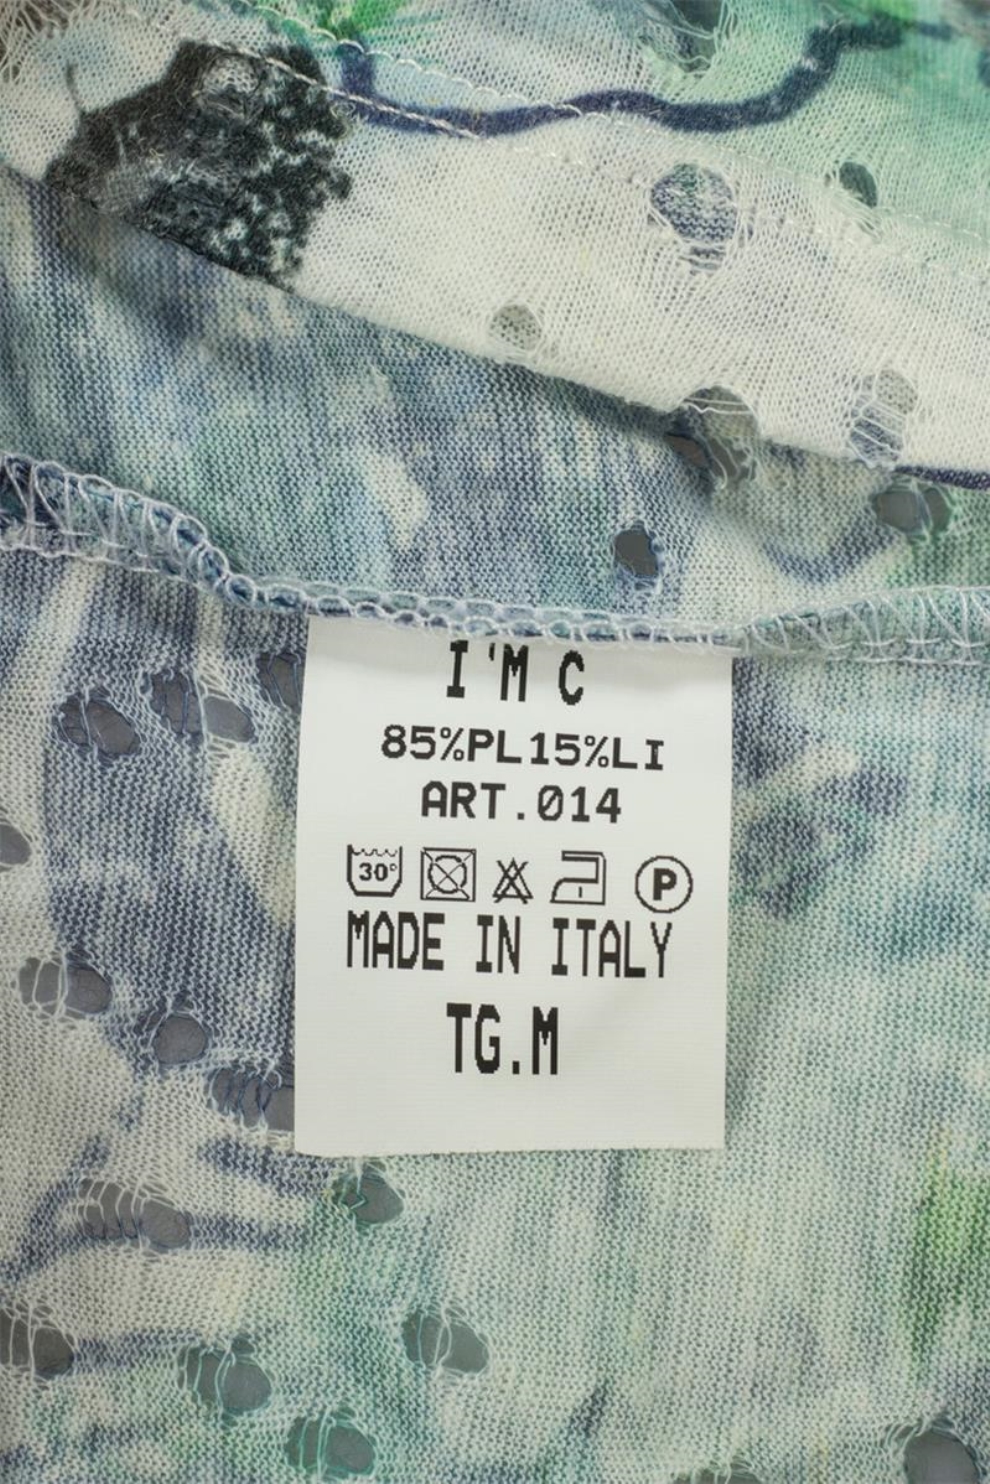 I'M C
85%PL15%LI
ART.014
30° P
MADE IN ITALY
TG.M